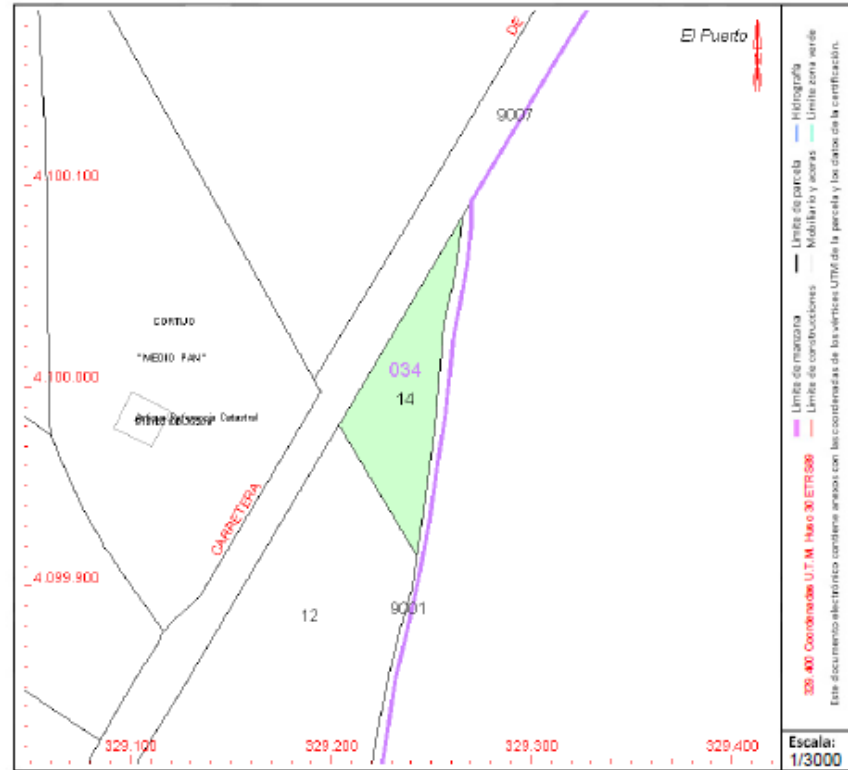 El Puerto
DE
9007
4.100.100
CORTIJO
"MEDIO PAN"
034
14
4.100.000
Antigua Referencia Catastral
CARRETERA
4.099.900
12
9001
329.100
329.200
329.300
329.400
Límite de manzana
Límite de parcela
Hidrografía
Límite de construcciones
Mobiliario y aceras
Límite zona verde
329.400 Coordenadas U.T.M. Huso 30 ETRS89
Este documento electrónico contiene anexos con las coordenadas de los vértices UTM de la parcela y los datos de la certificación.
Escala:
1/3000